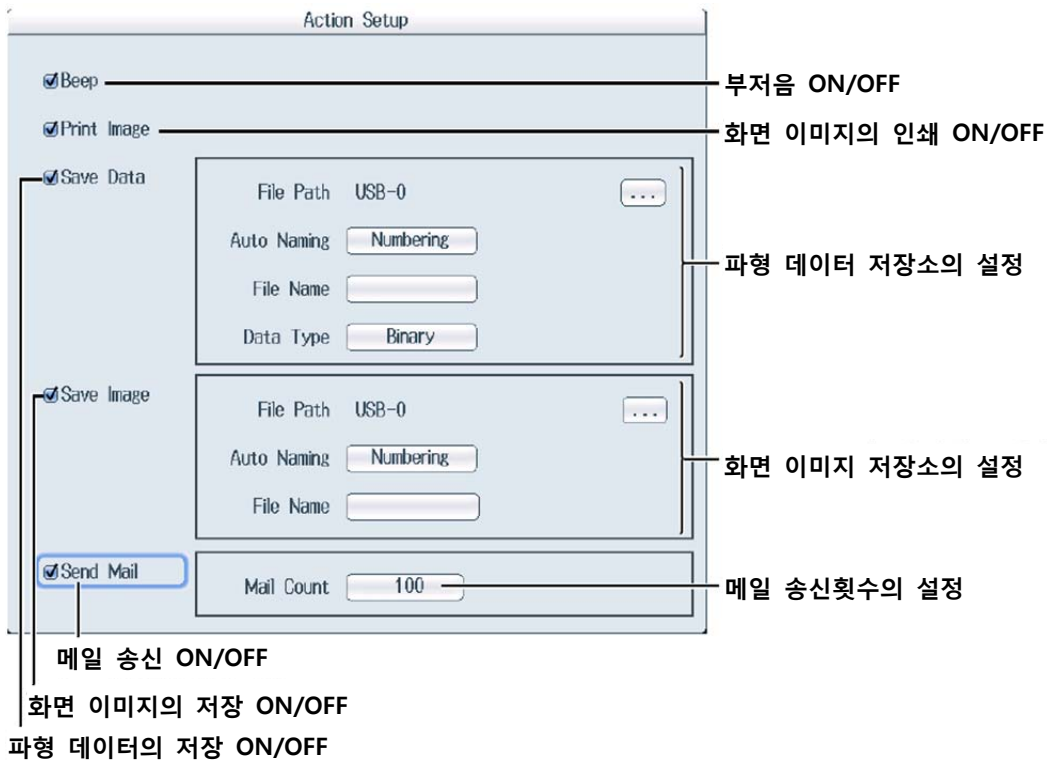 Action Setup
Beep
부저음 ON/OFF
Print Image
화면 이미지의 인쇄 ON/OFF
Save Data
File Path USB-0 ...
Auto Naming Numbering
파형 데이터 저장소의 설정
File Name
Data Type Binary
Save Image
File Path USB-0 ...
Auto Naming Numbering
화면 이미지 저장소의 설정
File Name
Send Mail
Mail Count 100
메일 송신횟수의 설정
메일 송신 ON/OFF
화면 이미지의 저장 ON/OFF
파형 데이터의 저장 ON/OFF